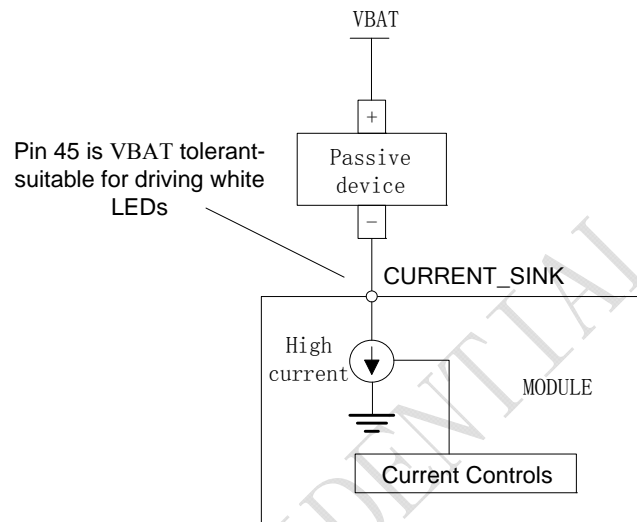 VBAT
+
Passive
device
−
Pin 45 is VBAT tolerant-
suitable for driving white
LEDs
CURRENT_SINK
High
current
MODULE
Current Controls